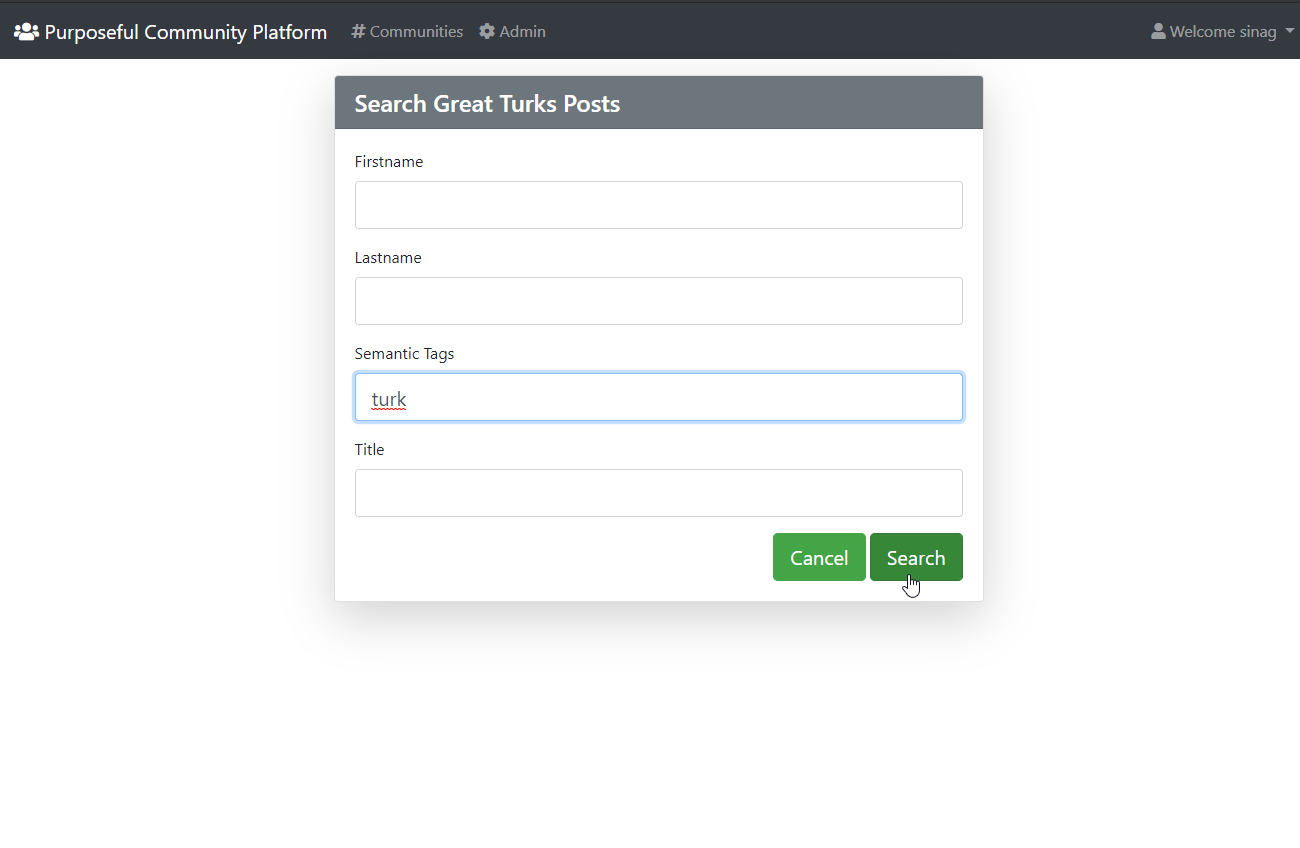 Purposeful Community Platform Communities Admin Welcome sinag
Search Great Turks Posts
Firstname
Lastname
Semantic Tags
turk
Title
Cancel Search